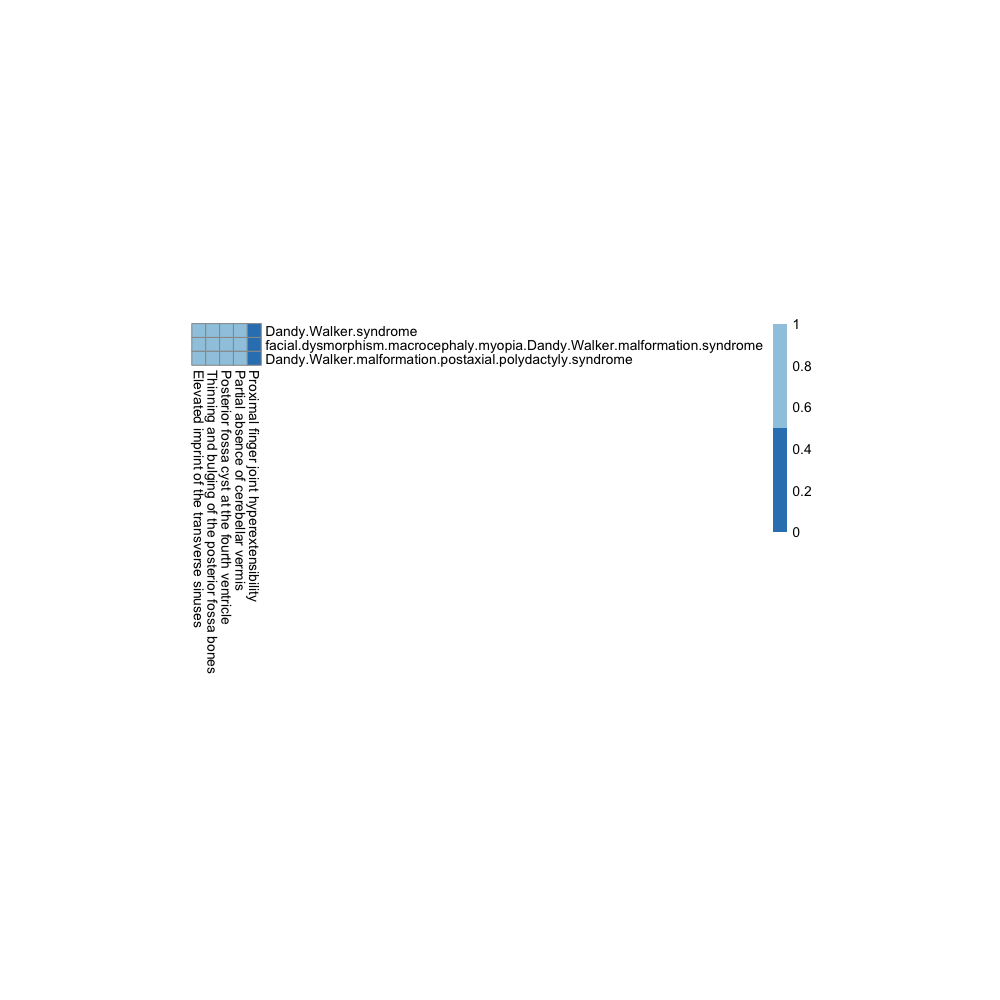 Dandy.Walker.syndrome
facial.dysmorphism.macrocephaly.myopia.Dandy.Walker.malformation.syndrome
Dandy.Walker.malformation.postaxial.polydactyly.syndrome
Elevated imprint of the transverse sinuses
Thinning and bulging of the posterior fossa bones
Posterior fossa cyst at the fourth ventricle
Partial absence of cerebellar vermis
Proximal finger joint hyperextensibility
1
0.8
0.6
0.4
0.2
0